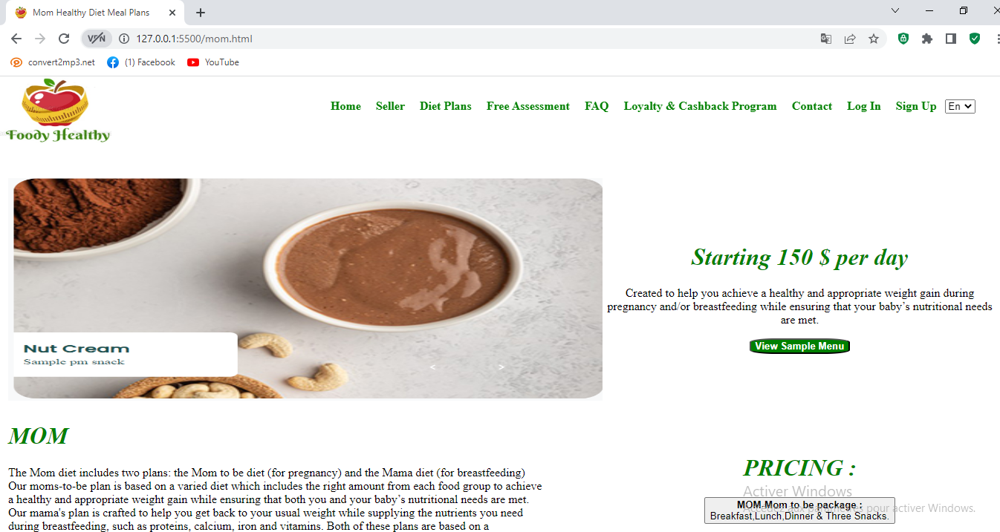 Mom Healthy Diet Meal Plans
VPN
127.0.0.1:5500/mom.html
convert2mp3.net
(1) Facebook
YouTube
Foody Healthy
Home
Seller
Diet Plans
Free Assessment
FAQ
Loyalty & Cashback Program
Contact
Log In
Sign Up
En
Nut Cream
Sample pm snack
<
>
Starting 150 $ per day
Created to help you achieve a healthy and appropriate weight gain during
pregnancy and/or breastfeeding while ensuring that your baby’s nutritional needs
are met.
View Sample Menu
MOM
The Mom diet includes two plans: the Mom to be diet (for pregnancy) and the Mama diet (for breastfeeding)
Our moms-to-be plan is based on a varied diet which includes the right amount from each food group to achieve
a healthy and appropriate weight gain while ensuring that both you and your baby’s nutritional needs are met.
Our mama's plan is crafted to help you get back to your usual weight while supplying the nutrients you need
during breastfeeding, such as proteins, calcium, iron and vitamins. Both of these plans are based on a
PRICING :
Activer Windows
Accédez aux paramètres pour activer Windows.
MOM Mom to be package :
Breakfast,Lunch,Dinner & Three Snacks.